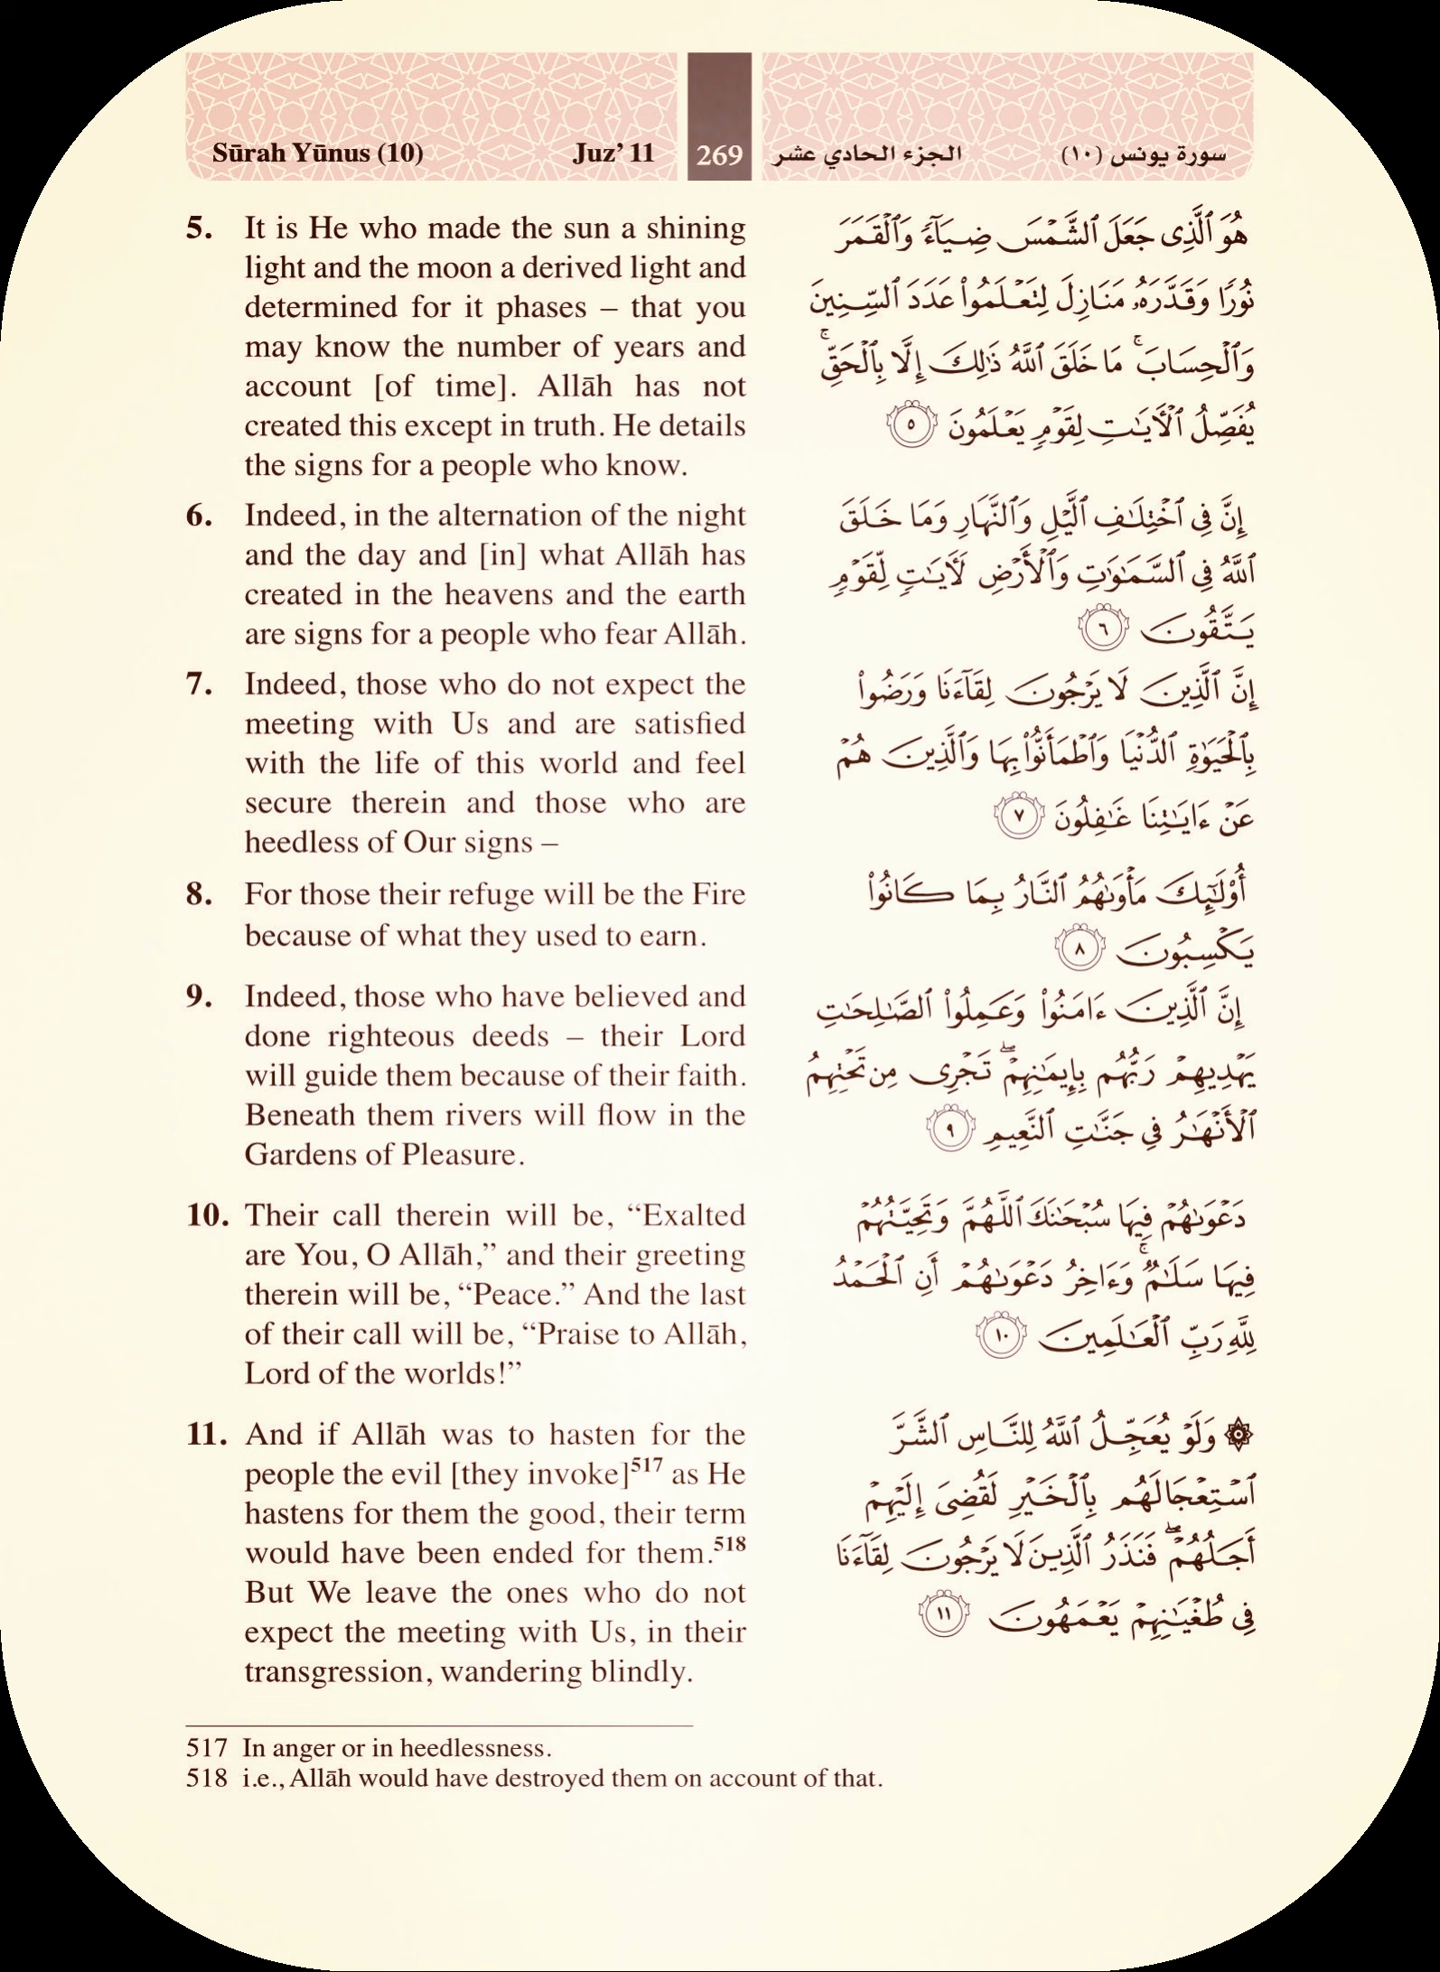 Sūrah Yūnus (10) Juz’ 11 269 الجزء الحادي عشر سورة يونس (١٠)
5. It is He who made the sun a shining
light and the moon a derived light and
determined for it phases – that you
may know the number of years and
account [of time]. Allāh has not
created this except in truth. He details
the signs for a people who know.
هُوَ ٱلَّذِى جَعَلَ ٱلشَّمْسَ ضِيَآءً وَٱلْقَمَرَ
نُورًا وَقَدَّرَهُۥ مَنَازِلَ لِتَعْلَمُوا۟ عَدَدَ ٱلسِّنِينَ
وَٱلْحِسَابَ ۚ مَا خَلَقَ ٱللَّهُ ذَٰلِكَ إِلَّا بِٱلْحَقِّ ۚ
يُفَصِّلُ ٱلْـَٔايَـٰتِ لِقَوْمٍ يَعْلَمُونَ ٥
6. Indeed, in the alternation of the night
and the day and [in] what Allāh has
created in the heavens and the earth
are signs for a people who fear Allāh.
إِنَّ فِى ٱخْتِلَـٰفِ ٱلَّيْلِ وَٱلنَّهَارِ وَمَا خَلَقَ
ٱللَّهُ فِى ٱلسَّمَـٰوَٰتِ وَٱلْأَرْضِ لَـَٔايَـٰتٍ لِّقَوْمٍ
يَتَّقُونَ ٦
7. Indeed, those who do not expect the
meeting with Us and are satisfied
with the life of this world and feel
secure therein and those who are
heedless of Our signs –
إِنَّ ٱلَّذِينَ لَا يَرْجُونَ لِقَآءَنَا وَرَضُوا۟
بِٱلْحَيَوٰةِ ٱلدُّنْيَا وَٱطْمَأَنُّوا۟ بِهَا وَٱلَّذِينَ هُمْ
عَنْ ءَايَـٰتِنَا غَـٰفِلُونَ ٧
8. For those their refuge will be the Fire
because of what they used to earn.
أُو۟لَـٰٓئِكَ مَأْوَىٰهُمُ ٱلنَّارُ بِمَا كَانُوا۟
يَكْسِبُونَ ٨
9. Indeed, those who have believed and
done righteous deeds – their Lord
will guide them because of their faith.
Beneath them rivers will flow in the
Gardens of Pleasure.
إِنَّ ٱلَّذِينَ ءَامَنُوا۟ وَعَمِلُوا۟ ٱلصَّـٰلِحَـٰتِ
يَهْدِيهِمْ رَبُّهُم بِإِيمَـٰنِهِمْ ۖ تَجْرِى مِن تَحْتِهِمُ
ٱلْأَنْهَـٰرُ فِى جَنَّـٰتِ ٱلنَّعِيمِ ٩
10. Their call therein will be, “Exalted
are You, O Allāh,” and their greeting
therein will be, “Peace.” And the last
of their call will be, “Praise to Allāh,
Lord of the worlds!”
دَعْوَىٰهُمْ فِيهَا سُبْحَـٰنَكَ ٱللَّهُمَّ وَتَحِيَّتُهُمْ
فِيهَا سَلَـٰمٌ ۚ وَءَاخِرُ دَعْوَىٰهُمْ أَنِ ٱلْحَمْدُ
لِلَّهِ رَبِّ ٱلْعَـٰلَمِينَ ١٠
11. And if Allāh was to hasten for the
people the evil [they invoke]517 as He
hastens for them the good, their term
would have been ended for them.518
But We leave the ones who do not
expect the meeting with Us, in their
transgression, wandering blindly.
۞ وَلَوْ يُعَجِّلُ ٱللَّهُ لِلنَّاسِ ٱلشَّرَّ
ٱسْتِعْجَالَهُم بِٱلْخَيْرِ لَقُضِىَ إِلَيْهِمْ
أَجَلُهُمْ ۖ فَنَذَرُ ٱلَّذِينَ لَا يَرْجُونَ لِقَآءَنَا
فِى طُغْيَـٰنِهِمْ يَعْمَهُونَ ١١
517 In anger or in heedlessness.
518 i.e., Allāh would have destroyed them on account of that.